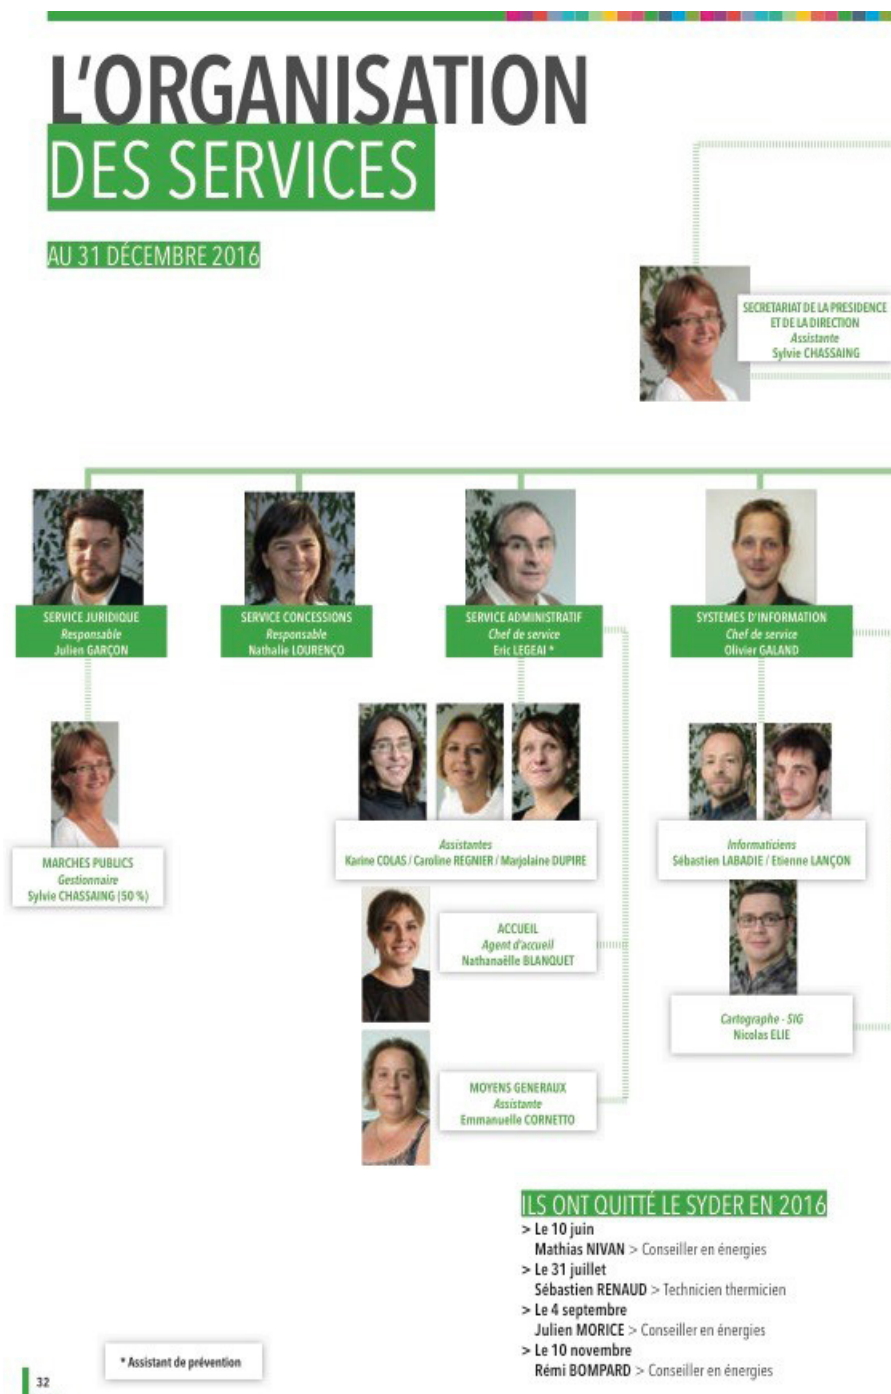 L'ORGANISATION
DES SERVICES
AU 31 DÉCEMBRE 2016
SECRETARIAT DE LA PRESIDENCE
ET DE LA DIRECTION
Assistante
Sylvie CHASSAING
SERVICE JURIDIQUE
Responsable
Julien GARÇON
SERVICE CONCESSIONS
Responsable
Nathalie LOURENÇO
SERVICE ADMINISTRATIF
Chef de service
Eric LEGEAI *
SYSTEMES D'INFORMATION
Chef de service
Olivier GALAND
MARCHES PUBLICS
Gestionnaire
Sylvie CHASSAING (50 %)
Assistantes
Karine COLAS / Caroline REGNIER / Marjolaine DUPIRE
Informaticiens
Sébastien LABADIE / Etienne LANÇON
ACCUEIL
Agent d'accueil
Nathanaëlle BLANQUET
Cartographe - SIG
Nicolas ELIE
MOYENS GENERAUX
Assistante
Emmanuelle CORNETTO
ILS ONT QUITTÉ LE SYDER EN 2016
> Le 10 juin
Mathias NIVAN > Conseiller en énergies
> Le 31 juillet
Sébastien RENAUD > Technicien thermicien
> Le 4 septembre
Julien MORICE > Conseiller en énergies
> Le 10 novembre
Rémi BOMPARD > Conseiller en énergies
* Assistant de prévention
32